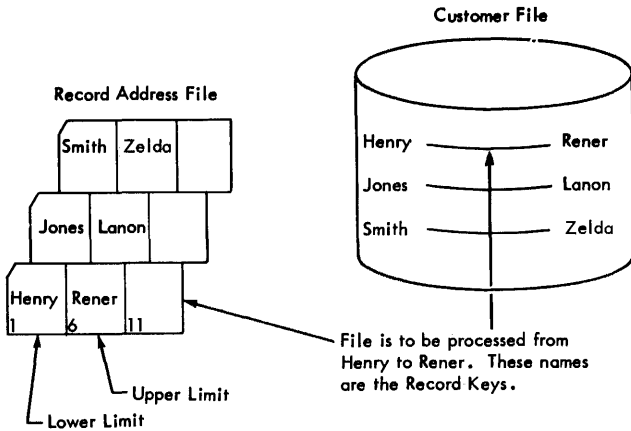 Customer File
Record Address File
Smith Zelda
Jones Lanon
Henry Rener
1 6 11
Henry Rener
Jones Lanon
Smith Zelda
File is to be processed from
Henry to Rener. These names
are the Record Keys.
Upper Limit
Lower Limit